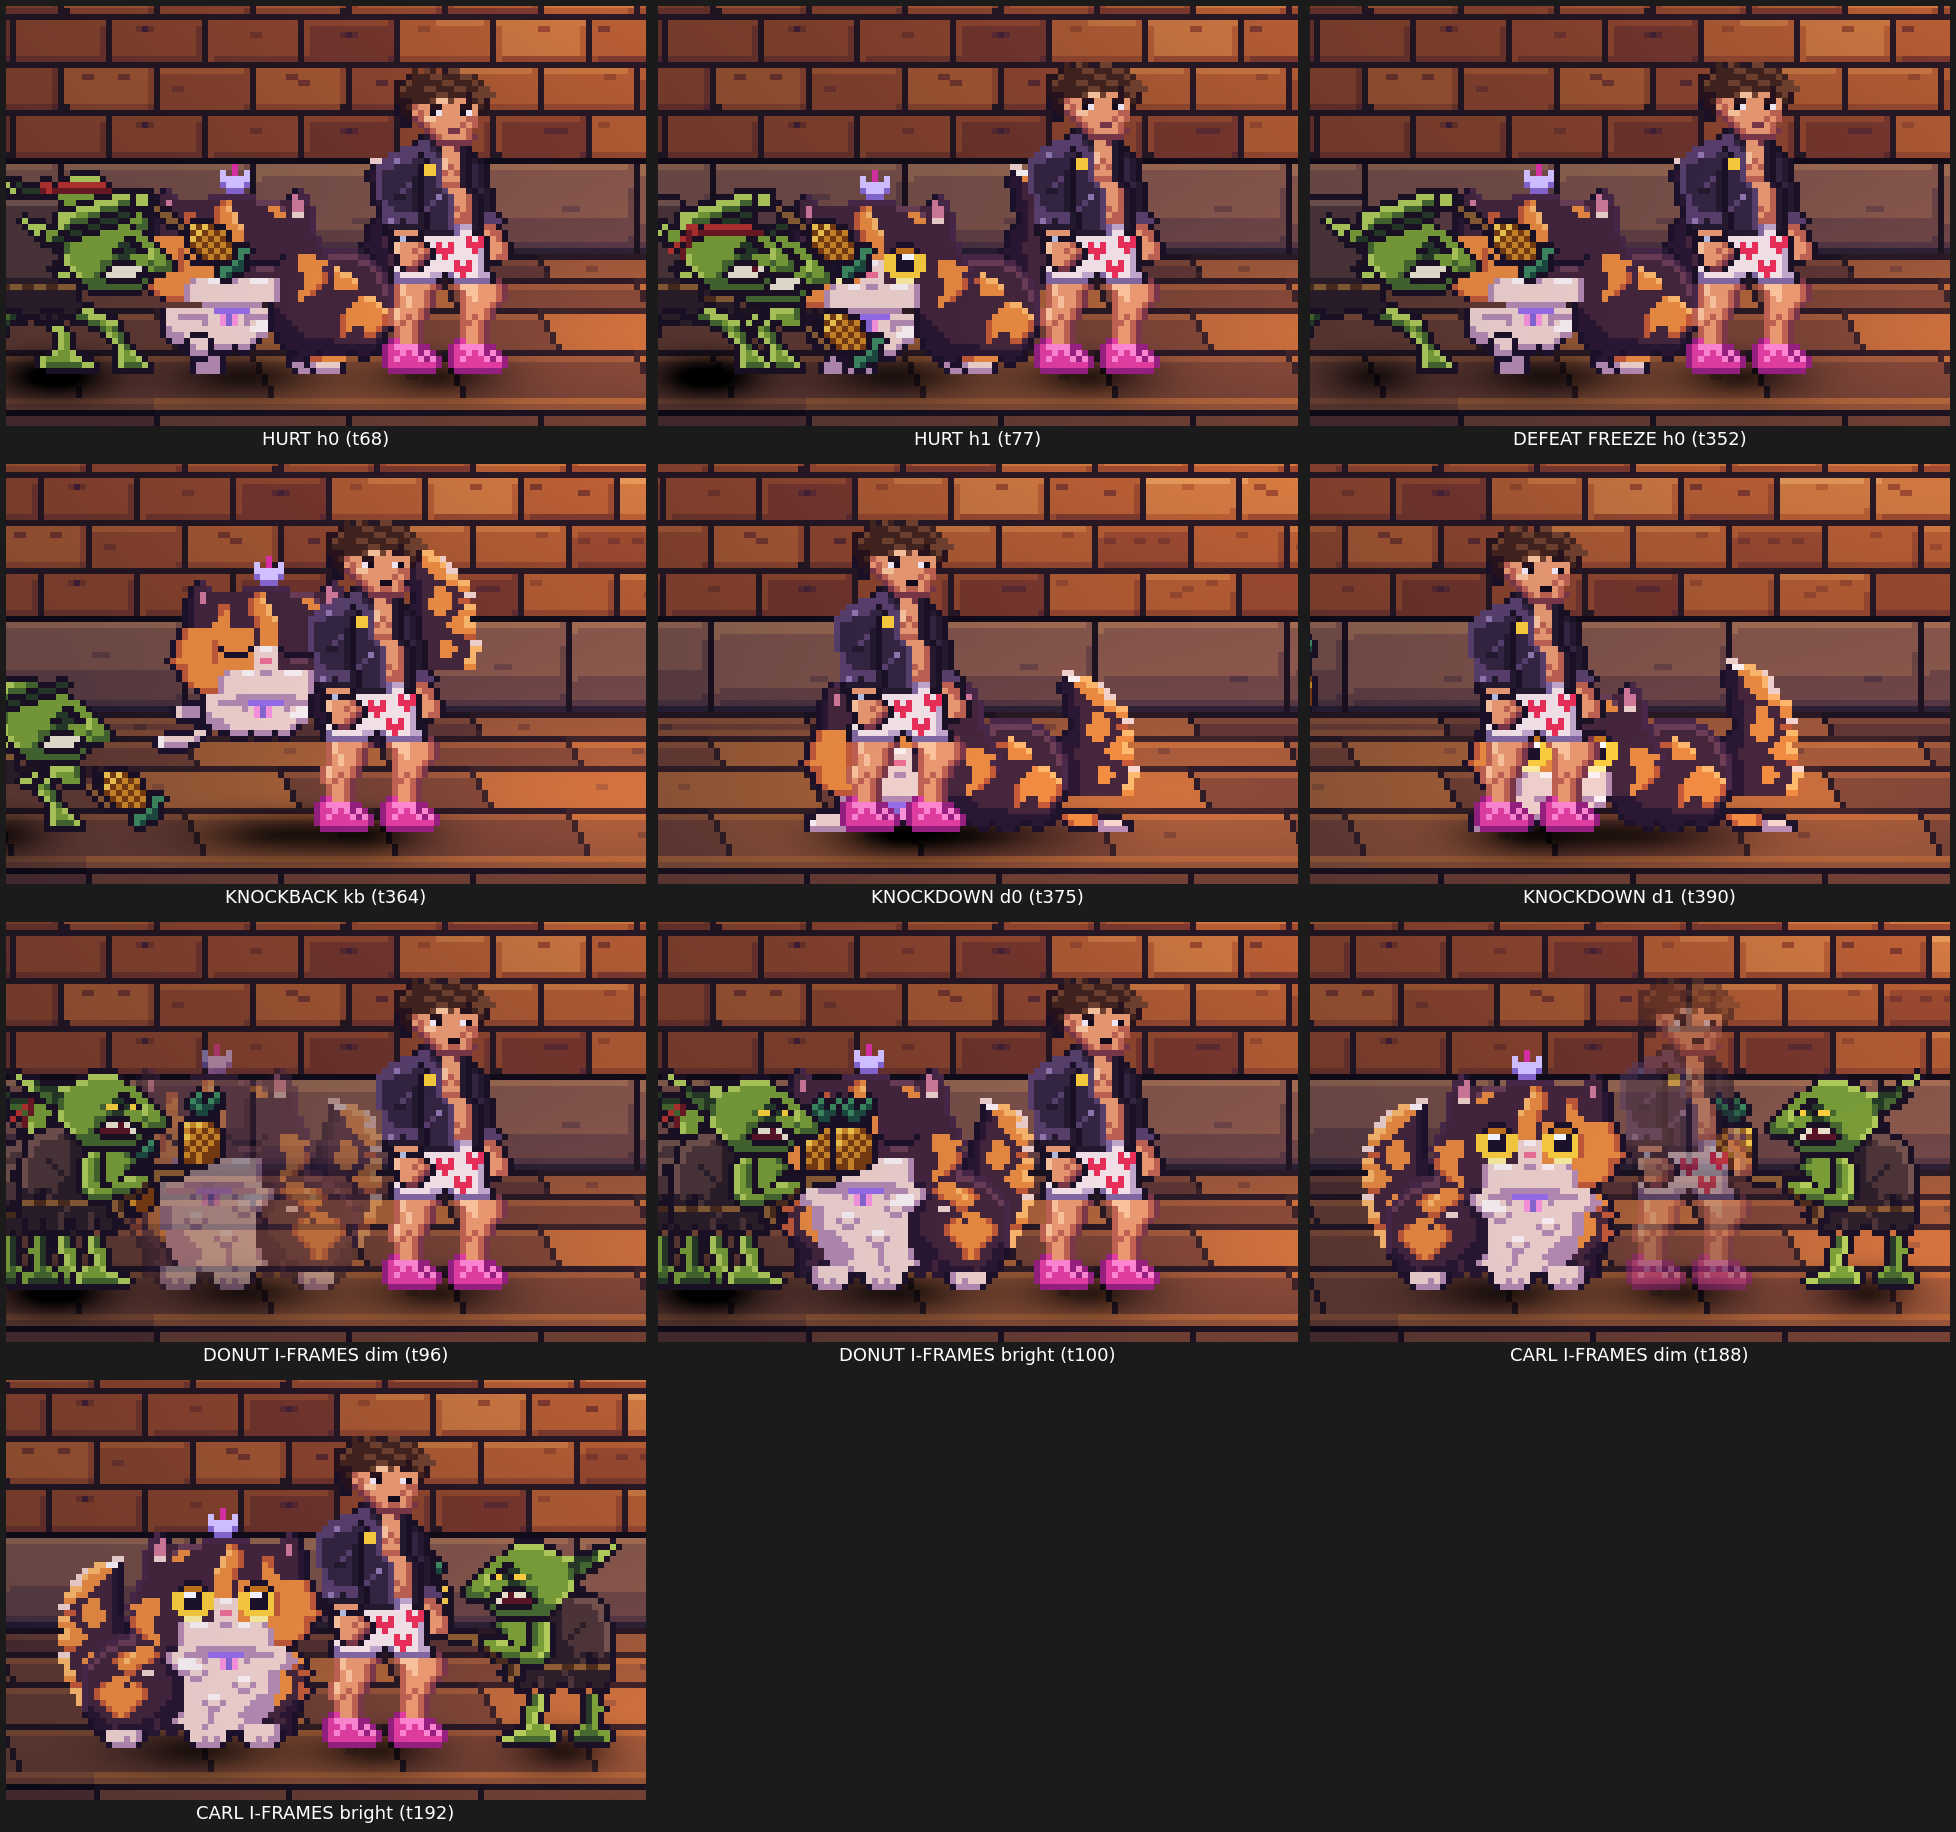 HURT h0 (t68)
HURT h1 (t77)
DEFEAT FREEZE h0 (t352)
KNOCKBACK kb (t364)
KNOCKDOWN d0 (t375)
KNOCKDOWN d1 (t390)
DONUT I-FRAMES dim (t96)
DONUT I-FRAMES bright (t100)
CARL I-FRAMES dim (t188)
CARL I-FRAMES bright (t192)